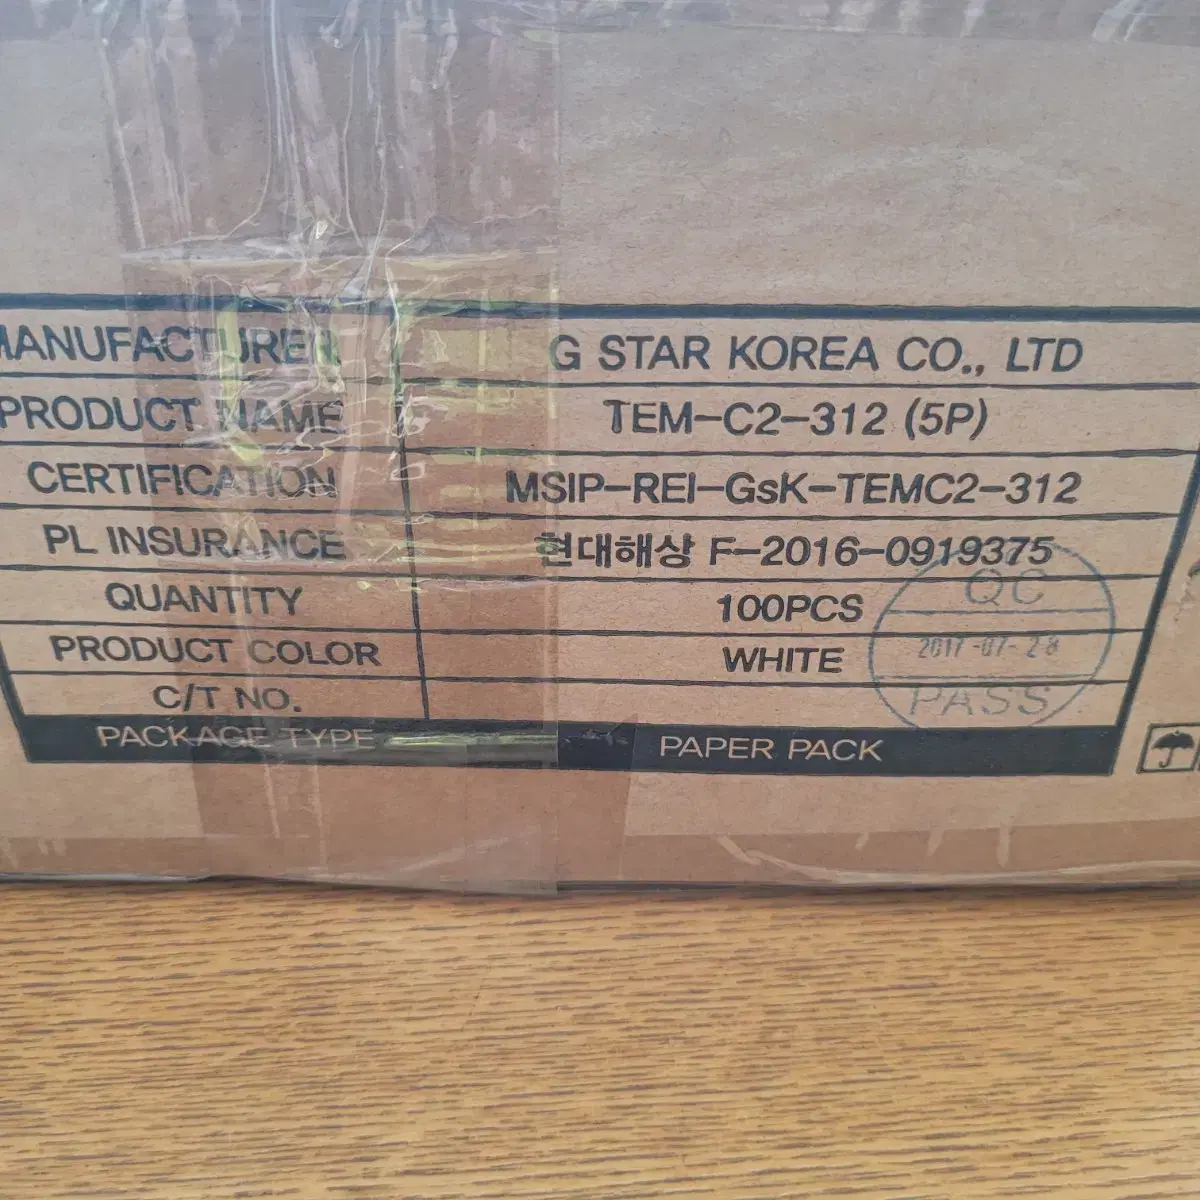 MANUFACTURER G STAR KOREA CO., LTD
PRODUCT NAME TEM-C2-312 (5P)
CERTIFICATION MSIP-REI-GsK-TEMC2-312
PL INSURANCE 현대해상 F-2016-0919375
QC
QUANTITY 100PCS
PRODUCT COLOR WHITE 2017-07-28
C/T NO. PASS
PACKAGE TYPE PAPER PACK